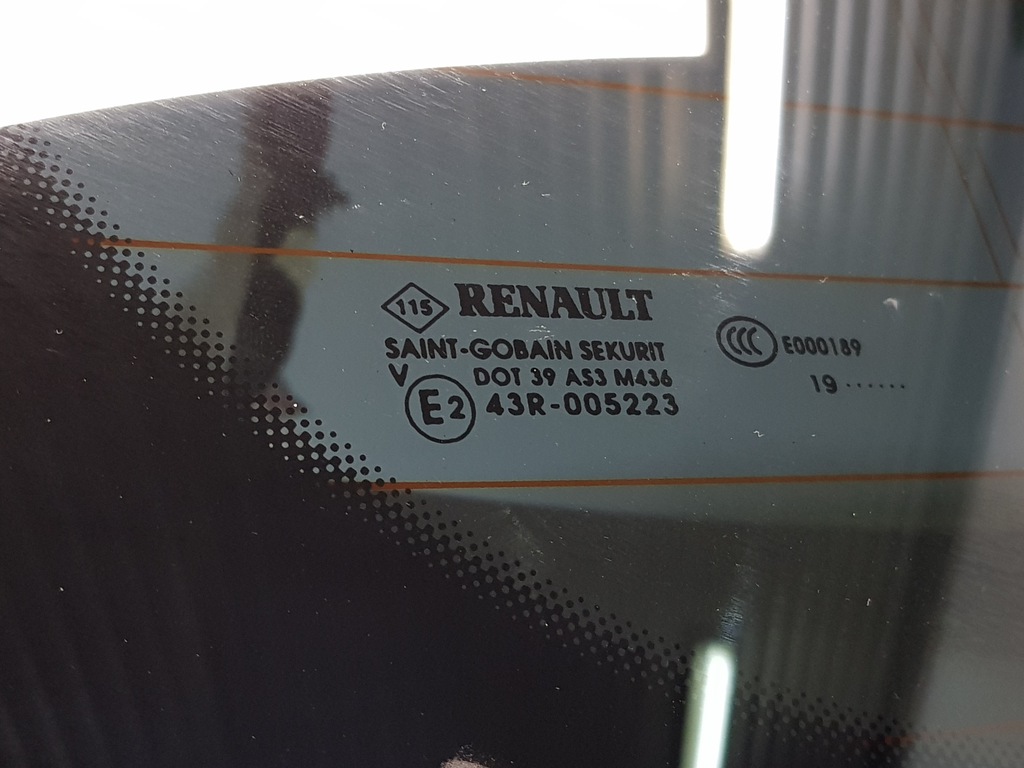 115 RENAULT
SAINT-GOBAIN SEKURIT
V DOT 39 AS3 M436
E2 43R-005223
CCC E000189
19 ......